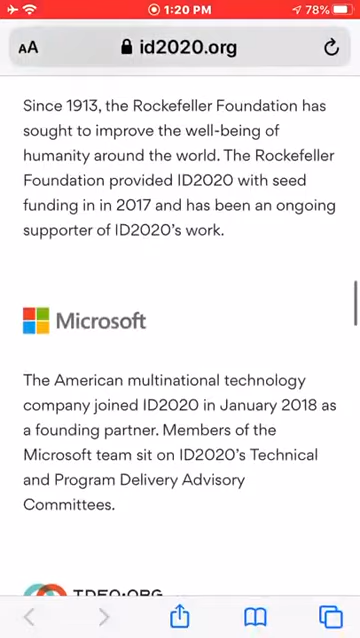 1:20 PM
78%
AA
id2020.org
Since 1913, the Rockefeller Foundation has
sought to improve the well-being of
humanity around the world. The Rockefeller
Foundation provided ID2020 with seed
funding in in 2017 and has been an ongoing
supporter of ID2020's work.
Microsoft
The American multinational technology
company joined ID2020 in January 2018 as
a founding partner. Members of the
Microsoft team sit on ID2020's Technical
and Program Delivery Advisory
Committees.